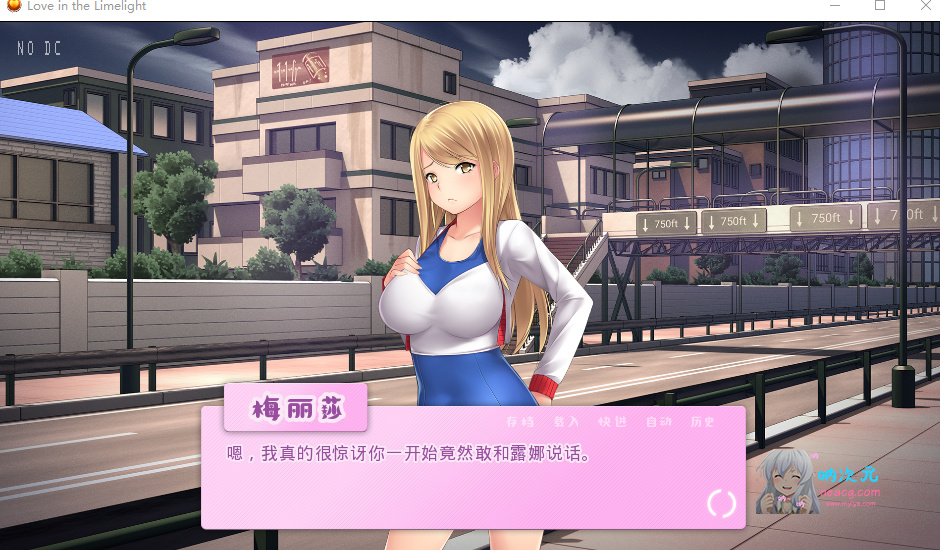 Love in the Limelight
NO DC
750ft
750ft
750ft
750ft
梅丽莎
存档 载入 快进 自动 历史
嗯，我真的很惊讶你一开始竟然敢和露娜说话。